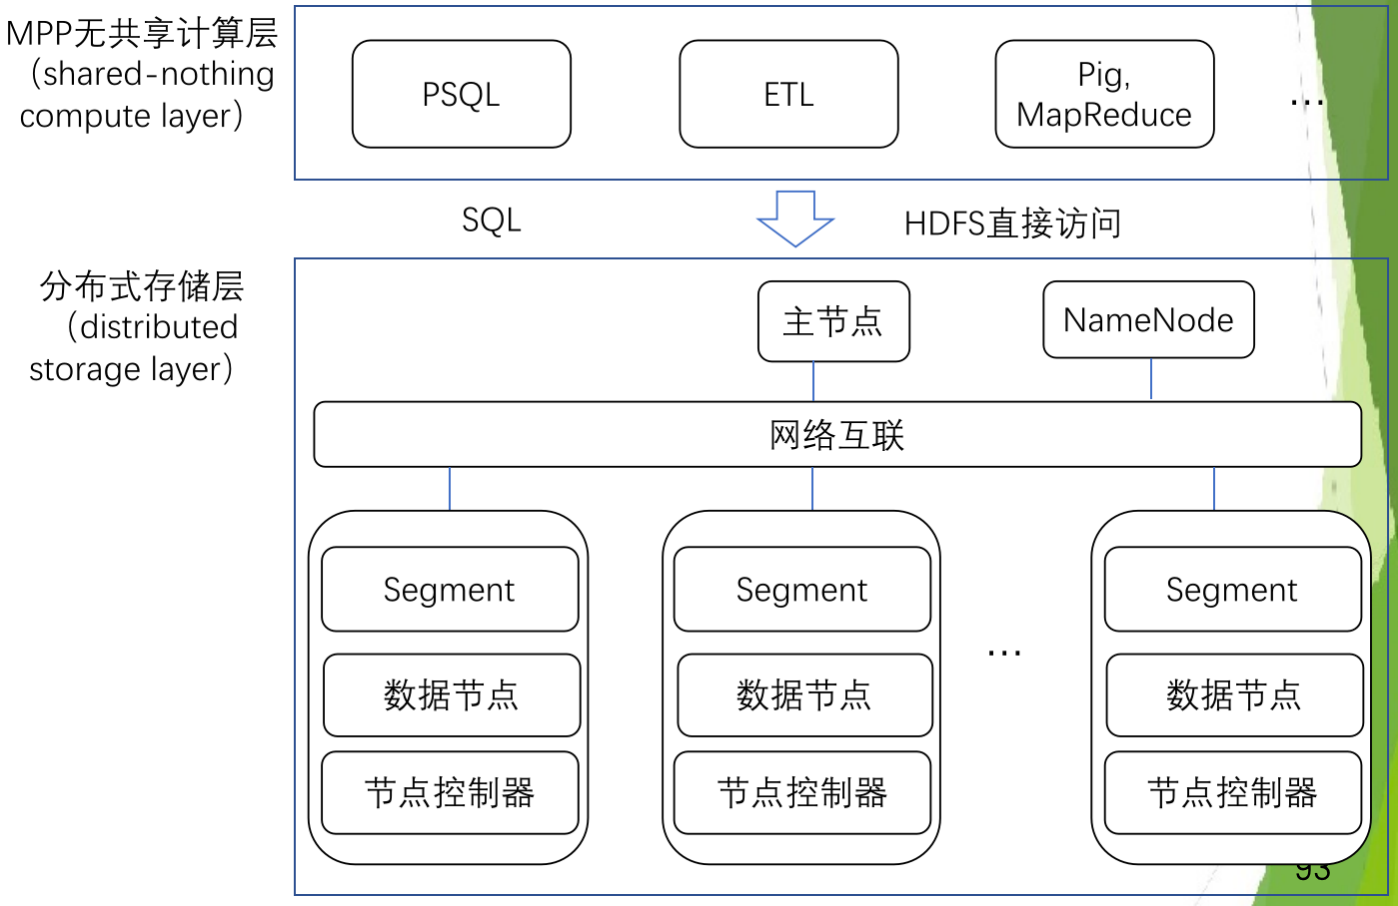 MPP无共享计算层
（shared-nothing
compute layer）
PSQL
ETL
Pig,
MapReduce
...
SQL
HDFS直接访问
分布式存储层
（distributed
storage layer）
主节点
NameNode
网络互联
Segment
数据节点
节点控制器
Segment
数据节点
节点控制器
...
Segment
数据节点
节点控制器
93